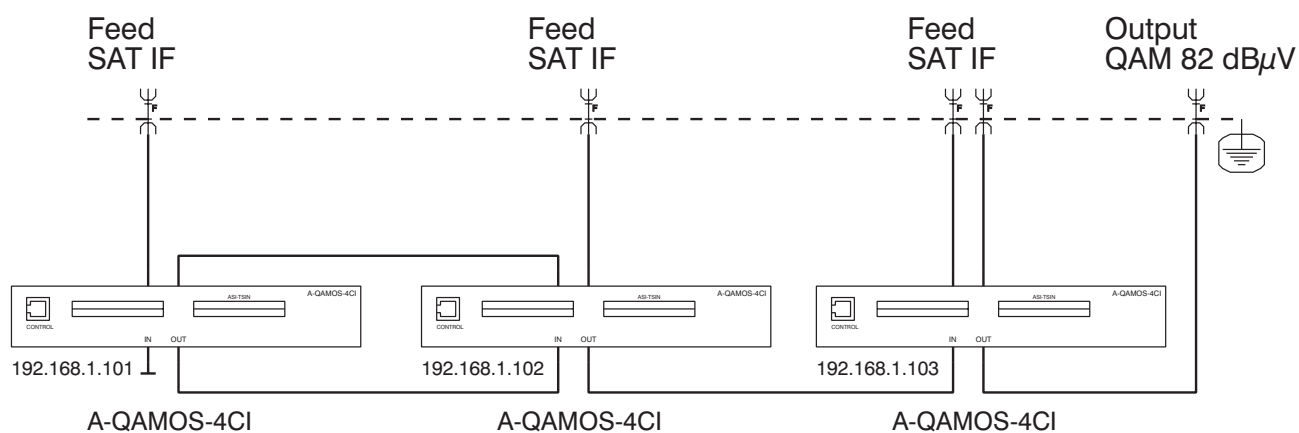 Feed
SAT IF
Feed
SAT IF
Feed
SAT IF
Output
QAM 82 dBµV
F
F
F
F
F
ASI-TSIN
A-QAMOS-4CI
CONTROL
IN OUT
192.168.1.101
A-QAMOS-4CI
ASI-TSIN
A-QAMOS-4CI
CONTROL
IN OUT
192.168.1.102
A-QAMOS-4CI
ASI-TSIN
A-QAMOS-4CI
CONTROL
IN OUT
192.168.1.103
A-QAMOS-4CI